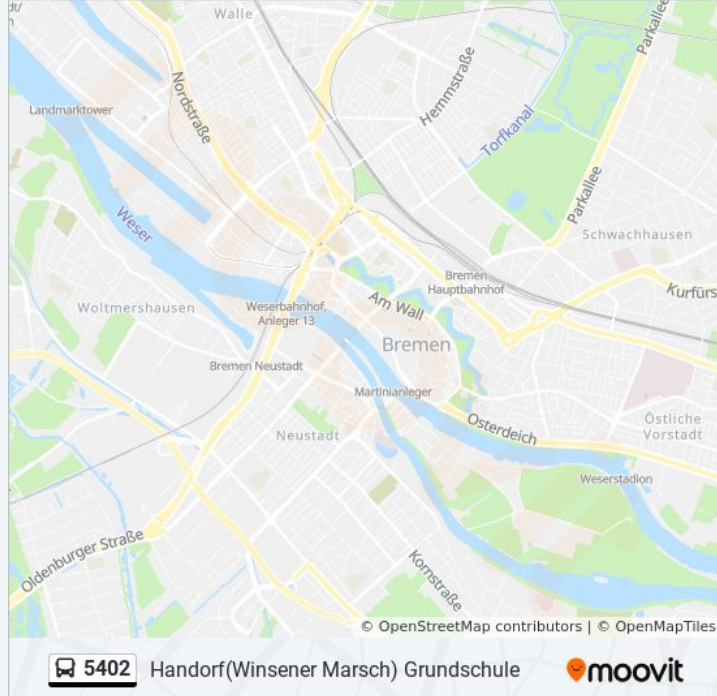 Walle
Parkallee
Nordstraße
Hemmstraße
Landmarktower
Torfkanal
Parkallee
Weser
Schwachhausen
Bremen
Hauptbahnhof
Kurfürs
Woltmershausen
Weserbahnhof,
Anleger 13
Am Wall
Bremen
Bremen Neustadt
Martinianleger
Osterdeich
Östliche
Vorstadt
Neustadt
Weserstadion
Oldenburger Straße
Kornstraße
© OpenStreetMap contributors | © OpenMapTiles
5402 Handorf(Winsener Marsch) Grundschule moovit